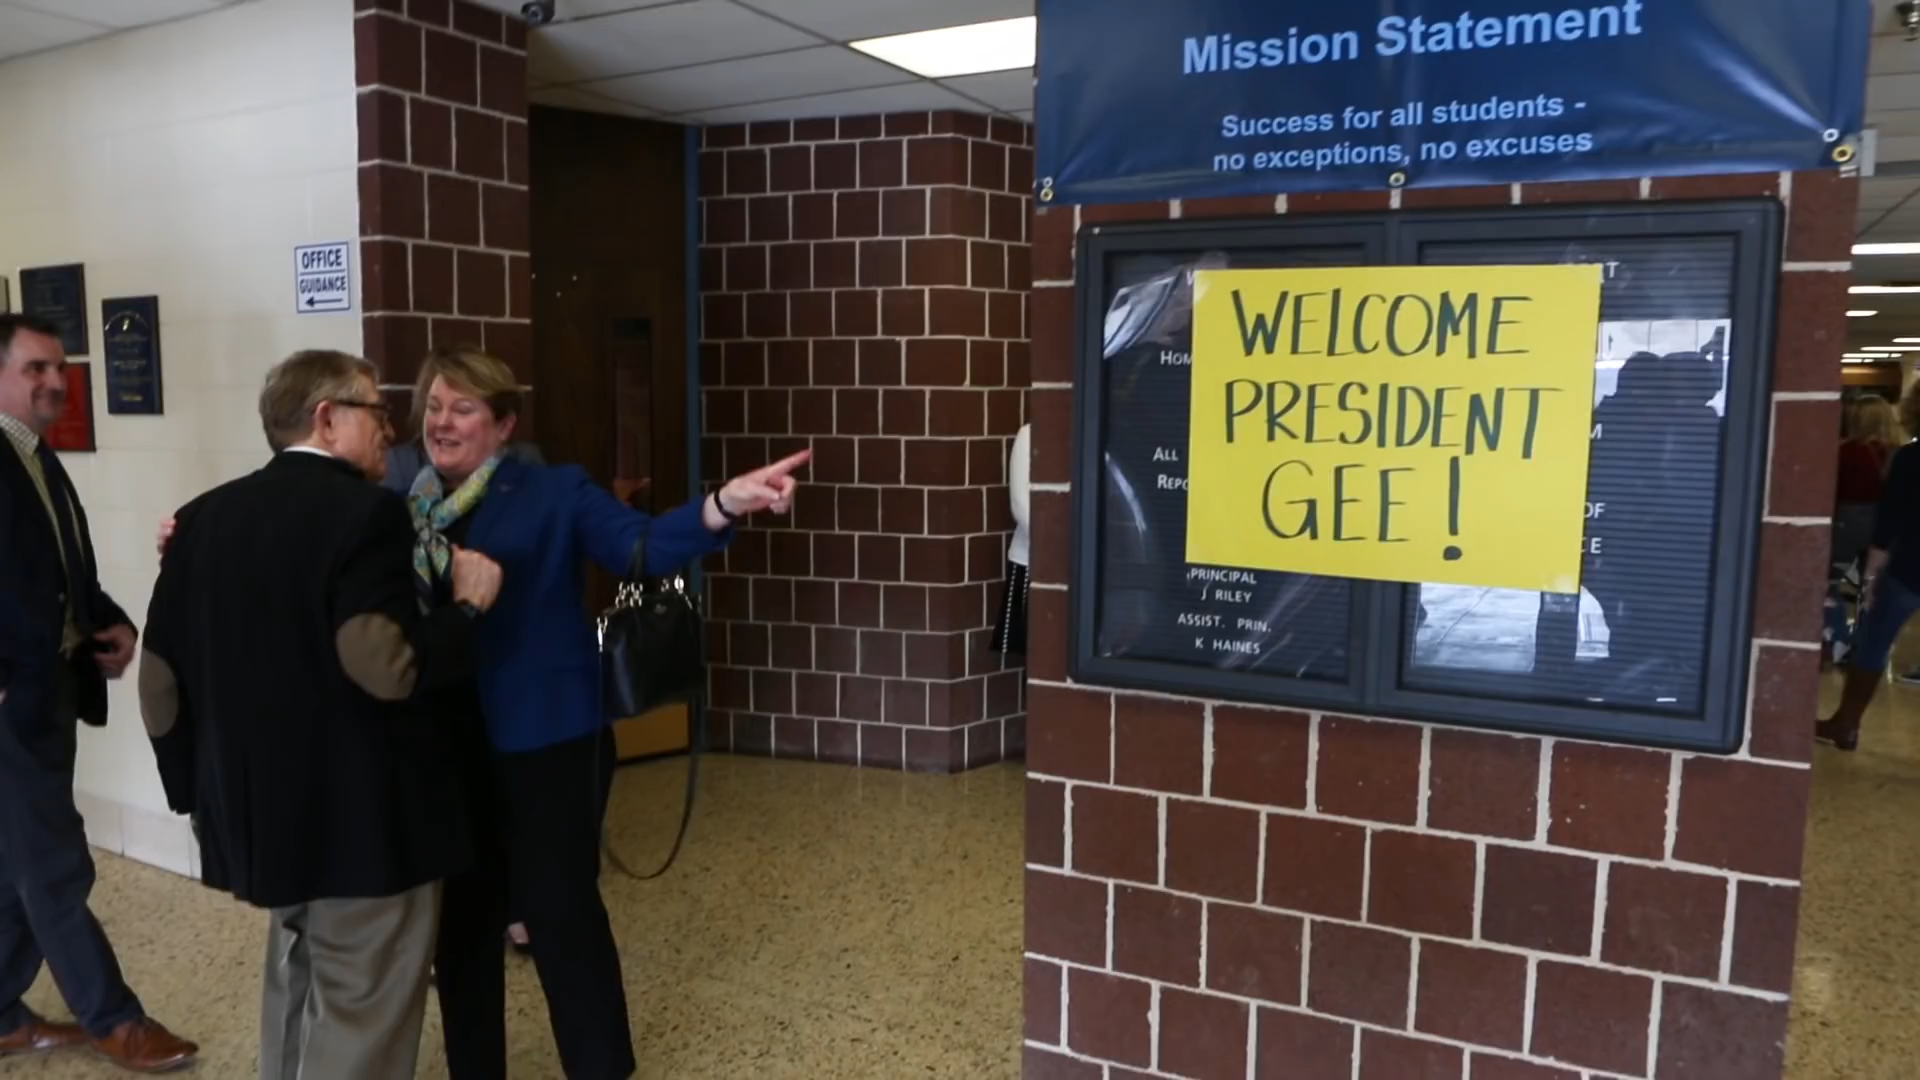 Mission Statement
Success for all students -
no exceptions, no excuses
OFFICE
GUIDANCE
WELCOME
PRESIDENT
GEE!
ALL
PRINCIPAL
J RILEY
ASSIST. PRIN.
K HAINES